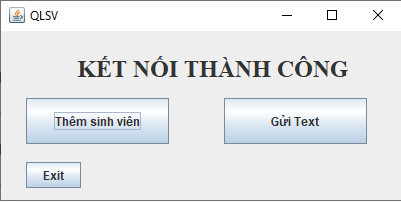 QLSV
KẾT NỐI THÀNH CÔNG
Thêm sinh viên
Gửi Text
Exit